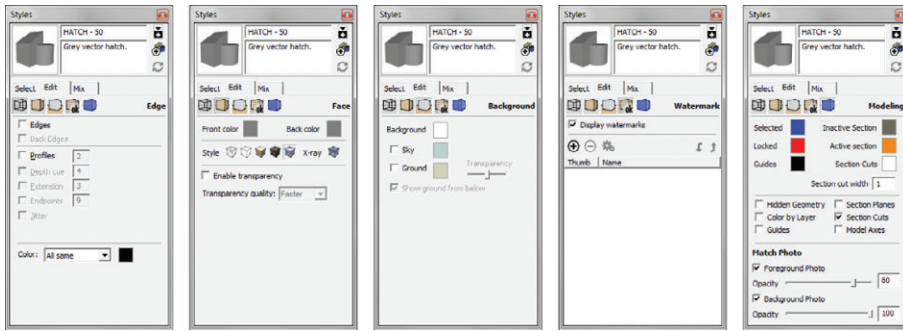 Styles
HATCH - 50
Grey vector hatch.
Select Edit Mix
Edge
Edges
Back Edges
Profiles 2
Depth cue 4
Extension 3
Endpoints 9
Jitter
Color: All same
Styles
HATCH - 50
Grey vector hatch.
Select Edit Mix
Face
Front color Back color
Style X-ray
Enable transparency
Transparency quality: Faster
Styles
HATCH - 50
Grey vector hatch.
Select Edit Mix
Background
Background
Sky
Ground Transparency
Show ground from below
Styles
HATCH - 50
Grey vector hatch.
Select Edit Mix
Watermark
Display watermarks
Thumb Name
Styles
HATCH - 50
Grey vector hatch.
Select Edit Mix
Modeling
Selected Inactive Section
Locked Active section
Guides Section Cuts
Section cut width 1
Hidden Geometry Section Planes
Color by Layer Section Cuts
Guides Model Axes
Match Photo
Foreground Photo
Opacity 80
Background Photo
Opacity 100